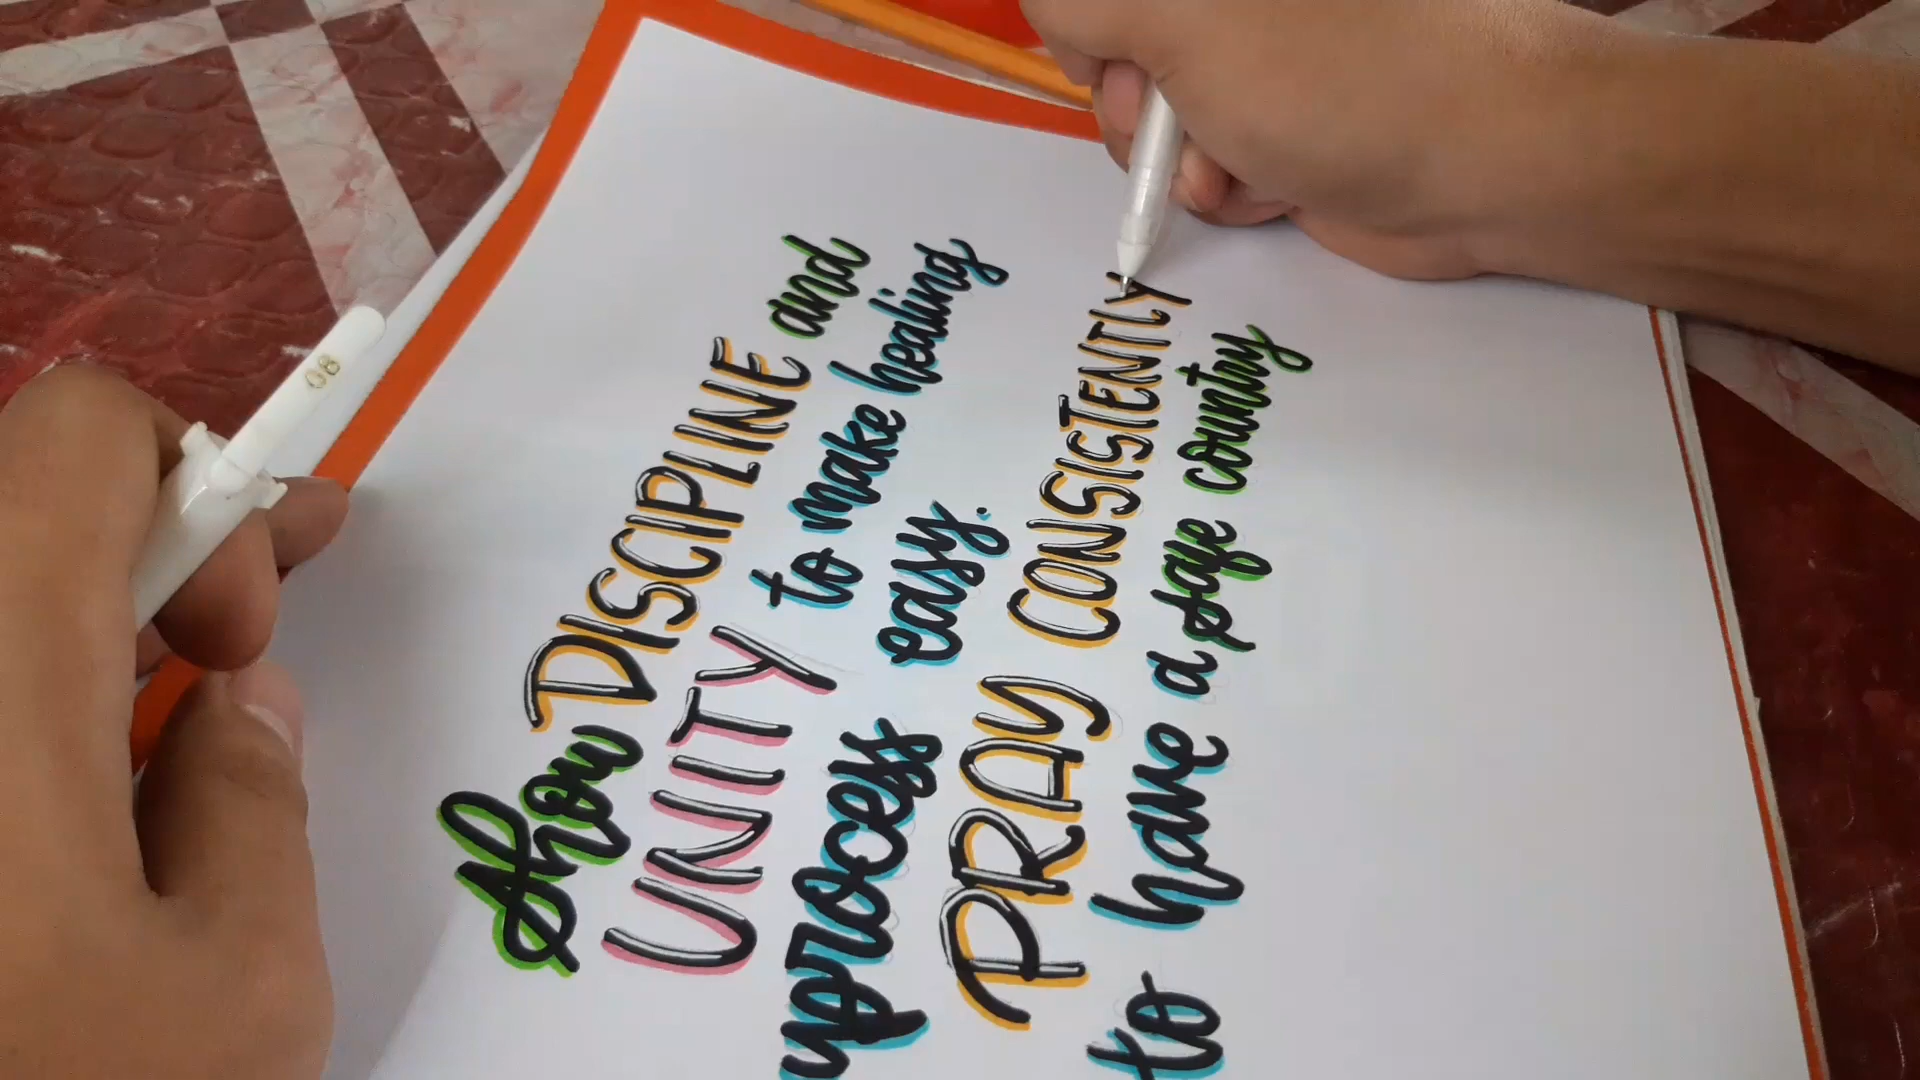 Show DISCIPLINE and
UNITY to make healing
process easy.
PRAY CONSISTENTLY
to have a safe country
08